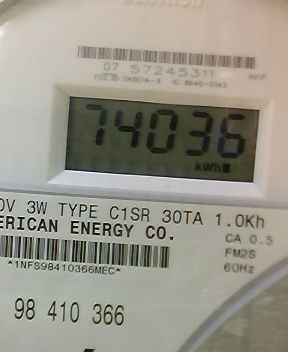 07 57245311
74036
kWh
0V 3W TYPE C1SR 30TA 1.0Kh
ERICAN ENERGY CO.
CA 0.5
FM2S
*1NFS98410366MEC*
60Hz
98 410 366